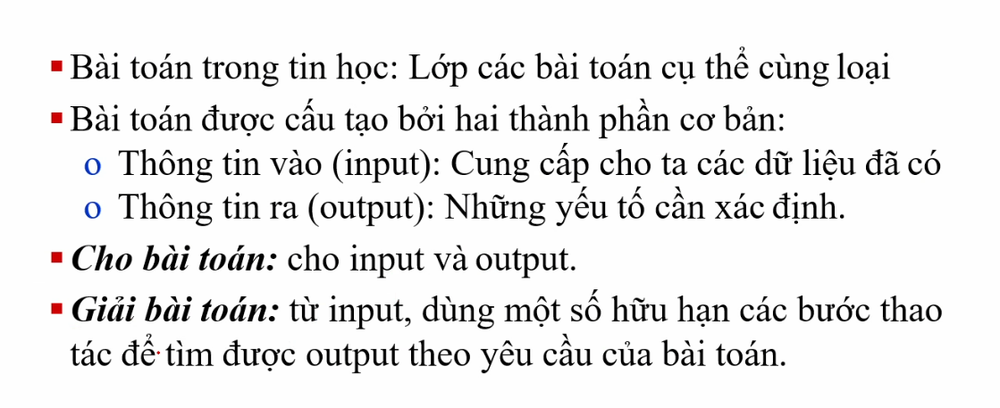 ▪ Bài toán trong tin học: Lớp các bài toán cụ thể cùng loại
▪ Bài toán được cấu tạo bởi hai thành phần cơ bản:
o Thông tin vào (input): Cung cấp cho ta các dữ liệu đã có
o Thông tin ra (output): Những yếu tố cần xác định.
▪ Cho bài toán: cho input và output.
▪ Giải bài toán: từ input, dùng một số hữu hạn các bước thao
tác để tìm được output theo yêu cầu của bài toán.